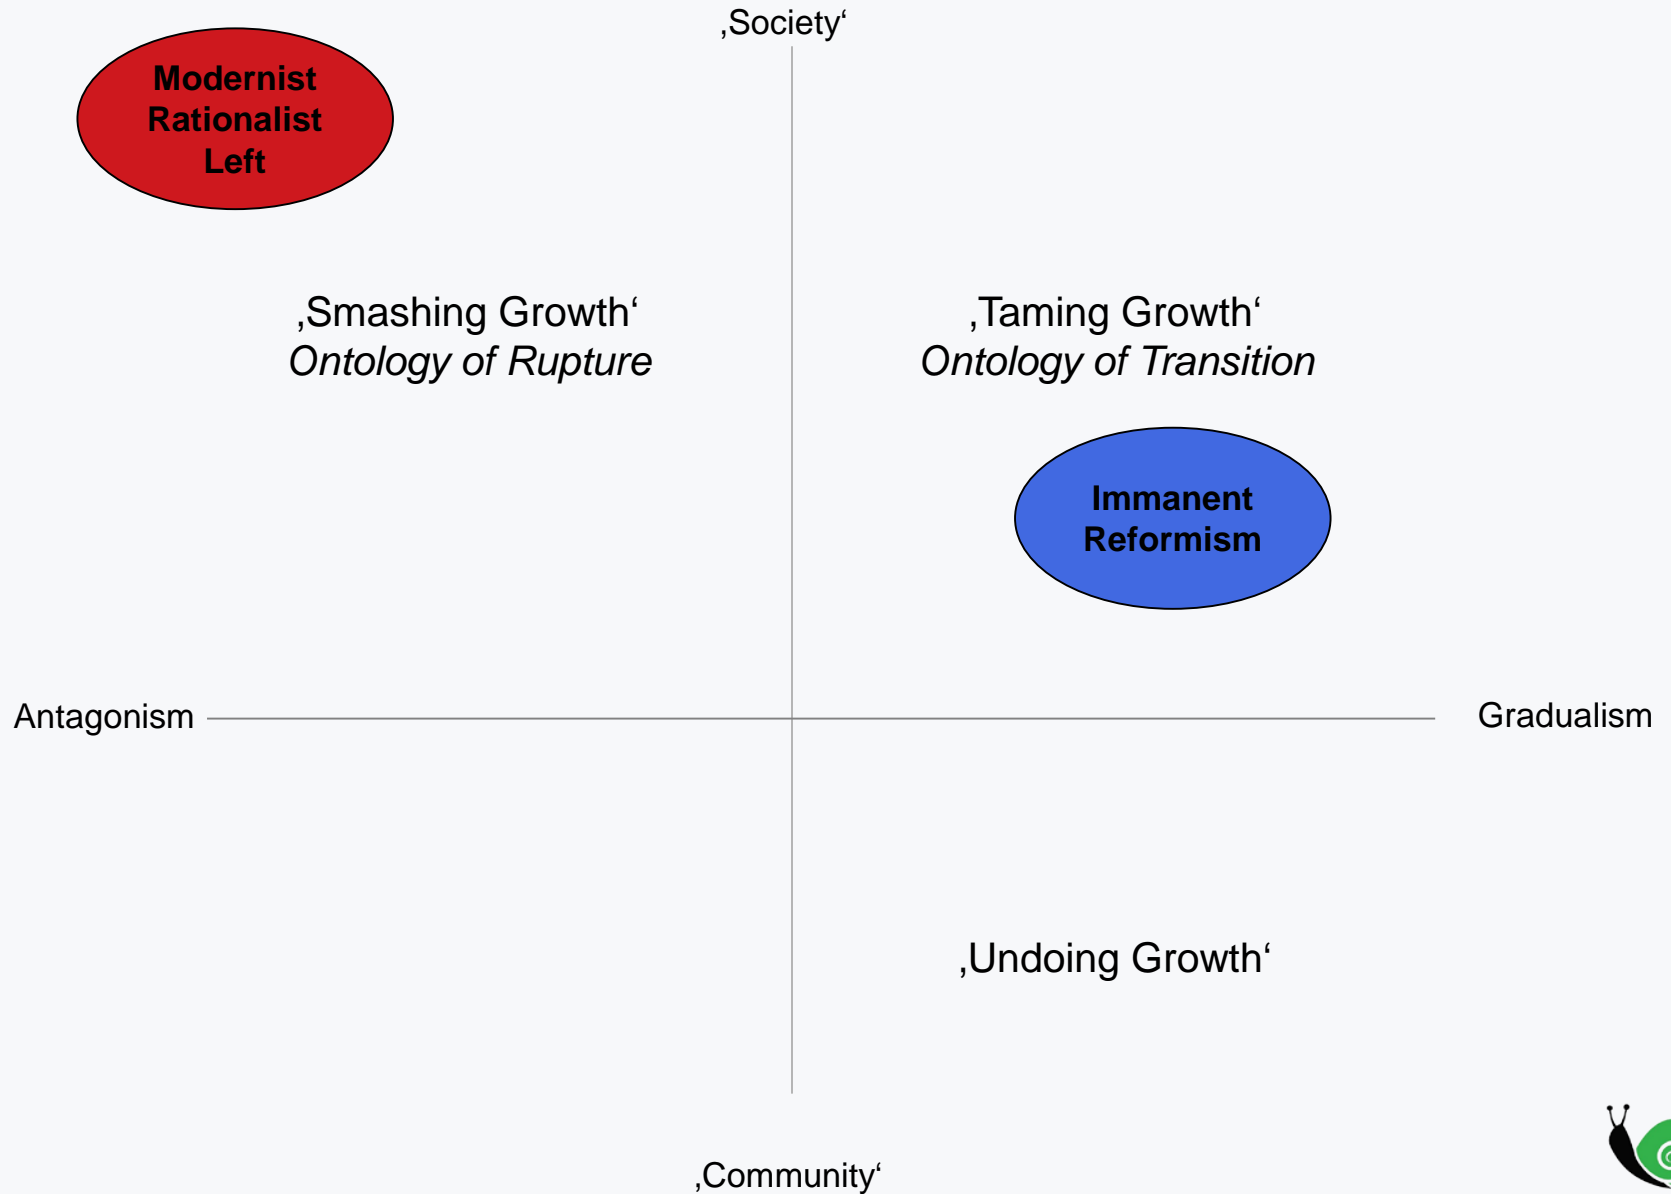 ‚Society‘
Modernist
Rationalist
Left
‚Smashing Growth‘
Ontology of Rupture
‚Taming Growth‘
Ontology of Transition
Immanent
Reformism
Antagonism
Gradualism
‚Undoing Growth‘
‚Community‘